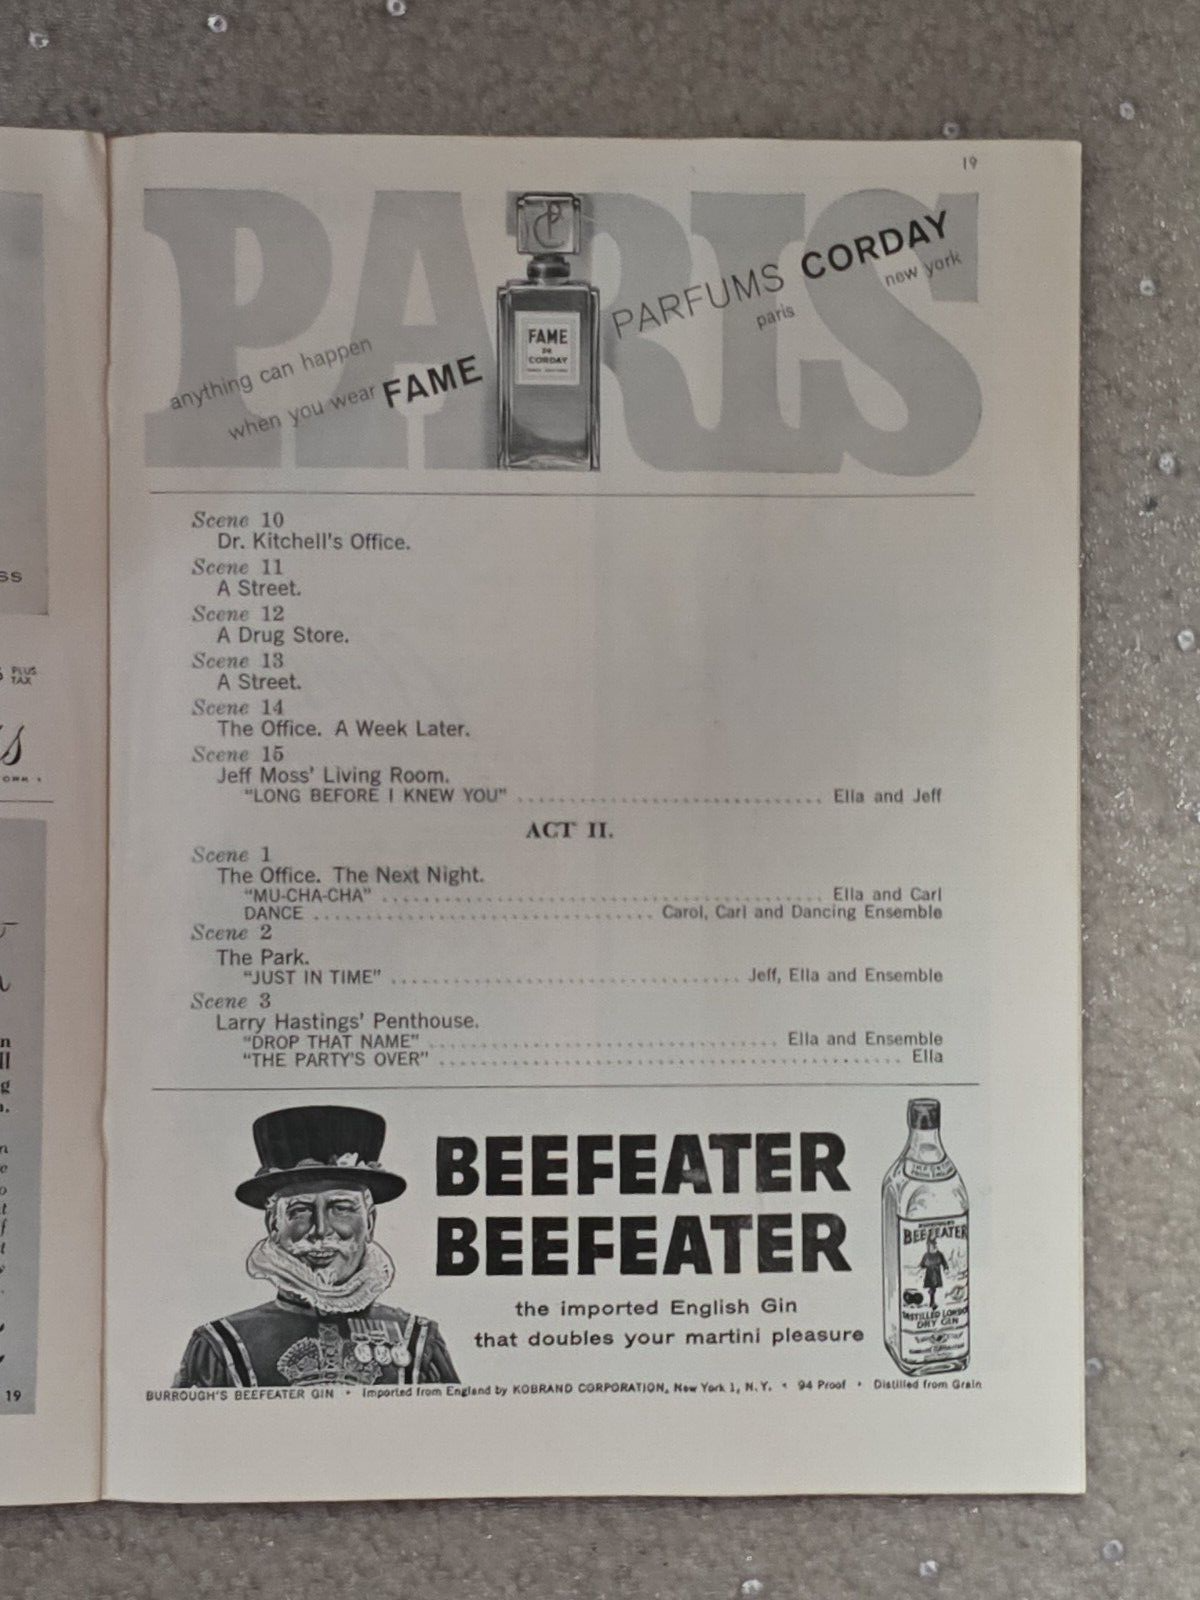 19
PARIS
PARFUMS CORDAY
paris new york
anything can happen
when you wear FAME
FAME
DE
CORDAY
Scene 10
Dr. Kitchell's Office.
Scene 11
A Street.
Scene 12
A Drug Store.
Scene 13
A Street.
Scene 14
The Office. A Week Later.
Scene 15
Jeff Moss' Living Room.
"LONG BEFORE I KNEW YOU" ................................ Ella and Jeff
ACT II.
Scene 1
The Office. The Next Night.
"MU-CHA-CHA" ................................ Ella and Carl
DANCE ................................ Carol, Carl and Dancing Ensemble
Scene 2
The Park.
"JUST IN TIME" ................................ Jeff, Ella and Ensemble
Scene 3
Larry Hastings' Penthouse.
"DROP THAT NAME" ................................ Ella and Ensemble
"THE PARTY'S OVER" ................................ Ella
BEEFEATER
BEEFEATER
the imported English Gin
that doubles your martini pleasure
BEEFEATER
DISTILLED LONDON
DRY GIN
BURROUGH'S BEEFEATER GIN • Imported from England by KOBRAND CORPORATION, New York 1, N.Y. • 94 Proof • Distilled from Grain
PLUS
TAX
19